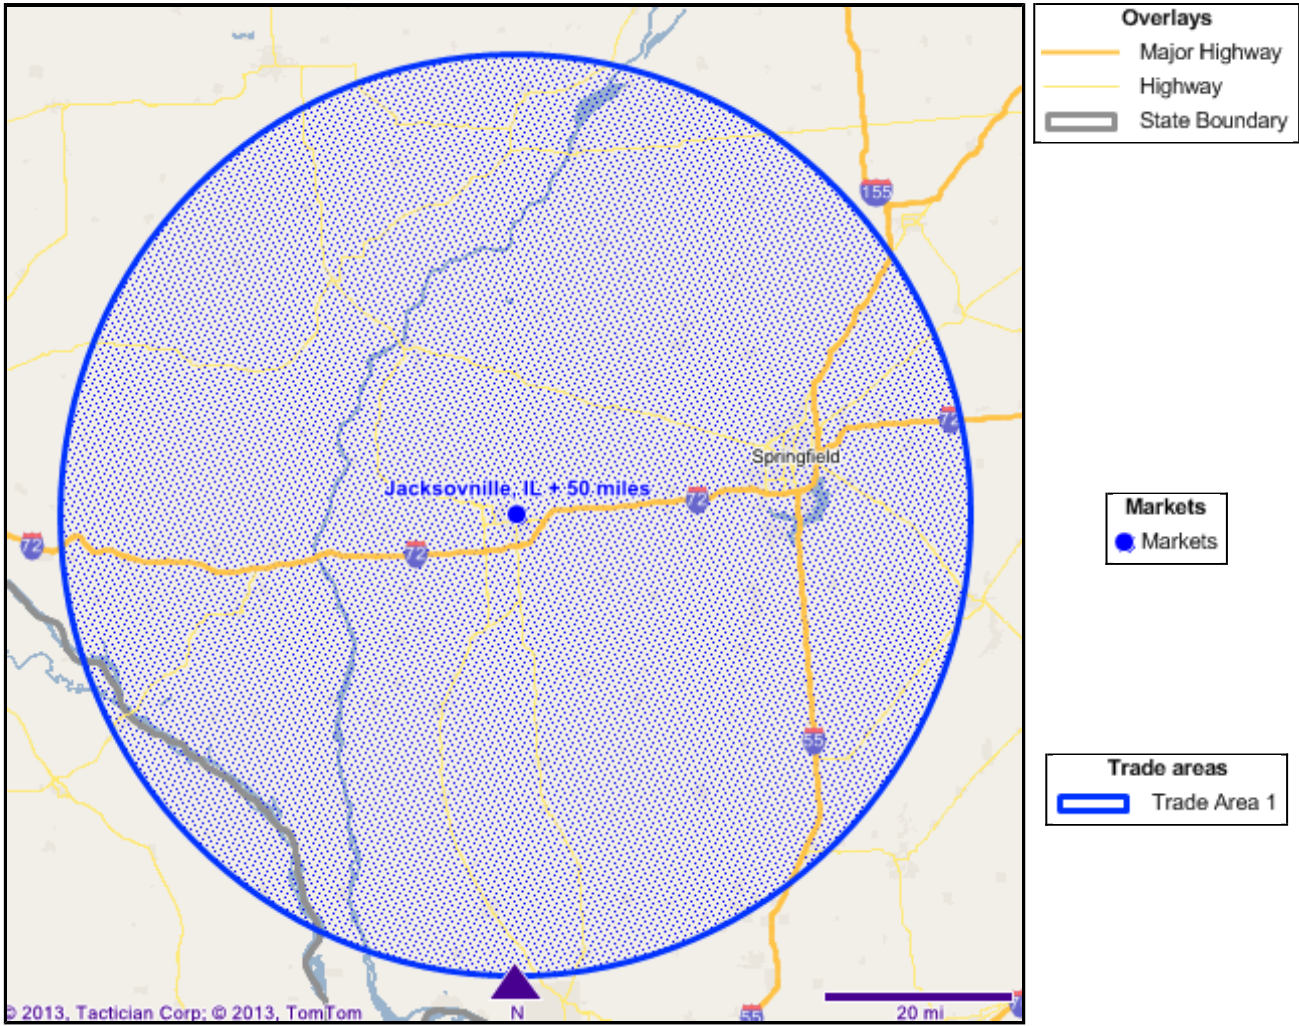 Overlays
Major Highway
Highway
State Boundary
155
72
Springfield
Jacksovnille, IL + 50 miles
72
72
72
Markets
Markets
55
Trade areas
Trade Area 1
© 2013, Tactician Corp; © 2013, TomTom
N
55
20 mi